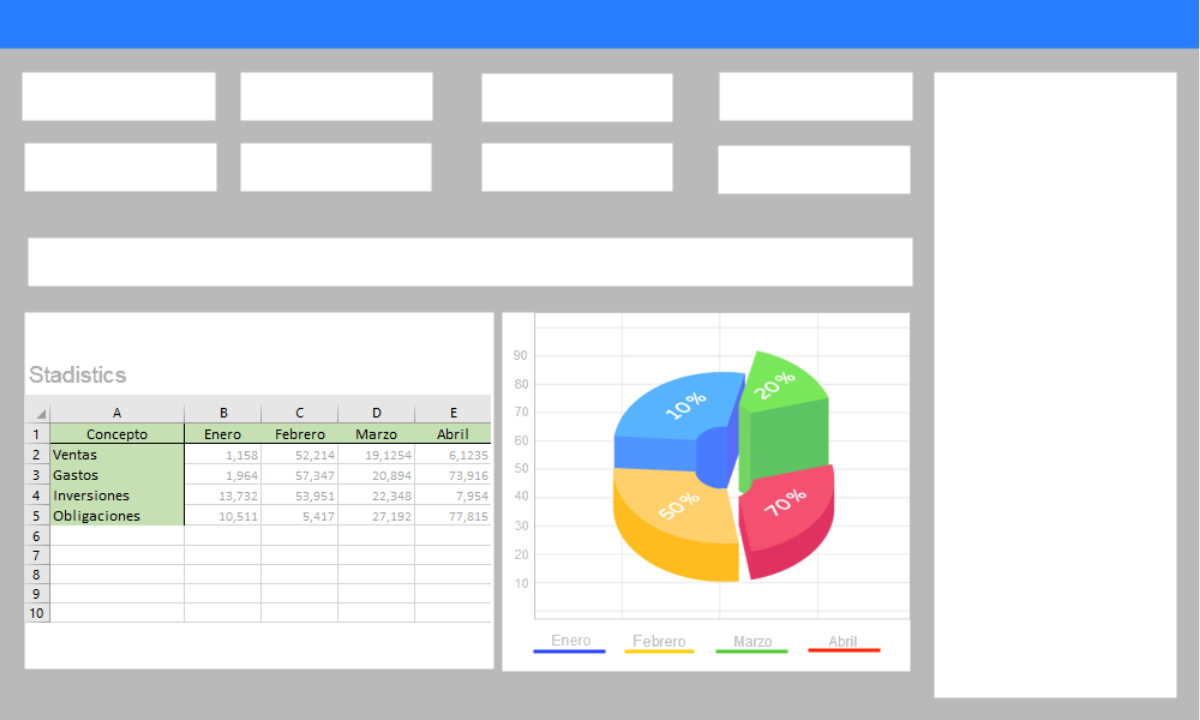 Stadistics
A B C D E
1 Concepto Enero Febrero Marzo Abril
2 Ventas 1,158 52,214 19,1254 6,1235
3 Gastos 1,964 57,347 20,894 73,916
4 Inversiones 13,732 53,951 22,348 7,954
5 Obligaciones 10,511 5,417 27,192 77,815
6
7
8
9
10
90
80
70
60
50
40
30
20
10
10%
20%
50%
70%
Enero Febrero Marzo Abril